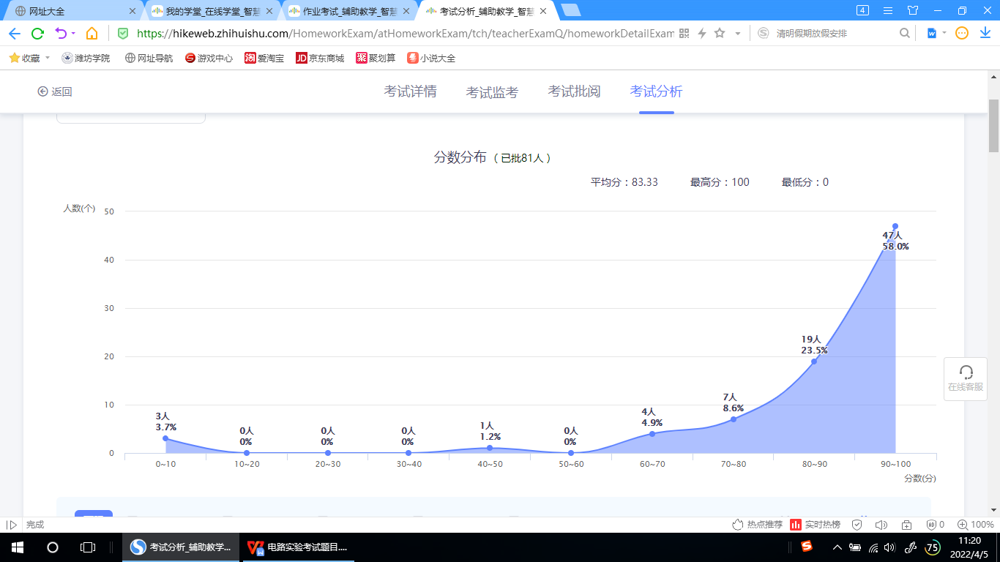 网址大全
我的学堂_在线学堂_智慧
作业考试_辅助教学_智慧
考试分析_辅助教学_智慧
4
https://hikeweb.zhihuishu.com/HomeworkExam/atHomeworkExam/tch/teacherExamQ/homeworkDetailExam
清明假期放假安排
收藏
潍坊学院
网址导航
游戏中心
淘 爱淘宝
JD 京东商城
聚 聚划算
小说大全
返回
考试详情
考试监考
考试批阅
考试分析
分数分布 ( 已批81人 )
平均分：83.33
最高分：100
最低分：0
人数(个)
50
40
30
20
10
0
3人
3.7%
0人
0%
0人
0%
0人
0%
1人
1.2%
0人
0%
4人
4.9%
7人
8.6%
19人
23.5%
47人
58.0%
0~10
10~20
20~30
30~40
40~50
50~60
60~70
70~80
80~90
90~100
分数(分)
在线客服
完成
热点推荐
实时热榜
0
100%
考试分析_辅助教学...
电路实验考试题目....
75
11:20
2022/4/5